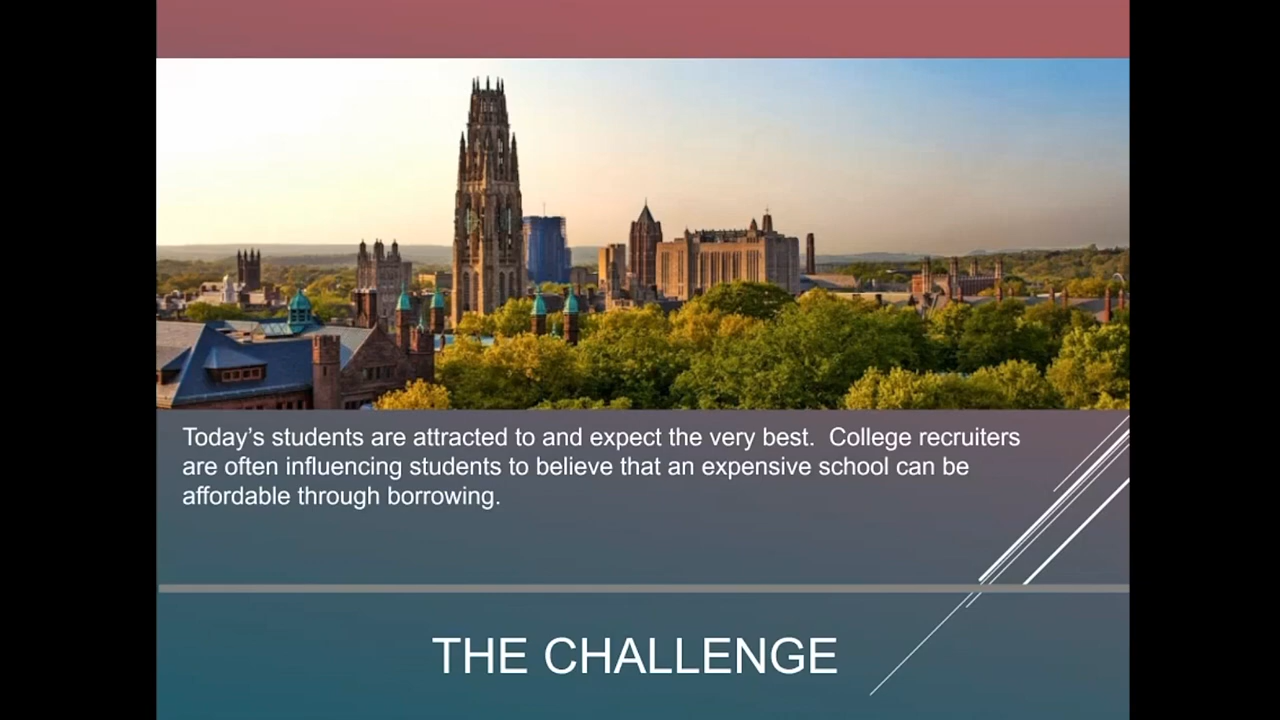 Today’s students are attracted to and expect the very best.  College recruiters
are often influencing students to believe that an expensive school can be
affordable through borrowing.
THE CHALLENGE